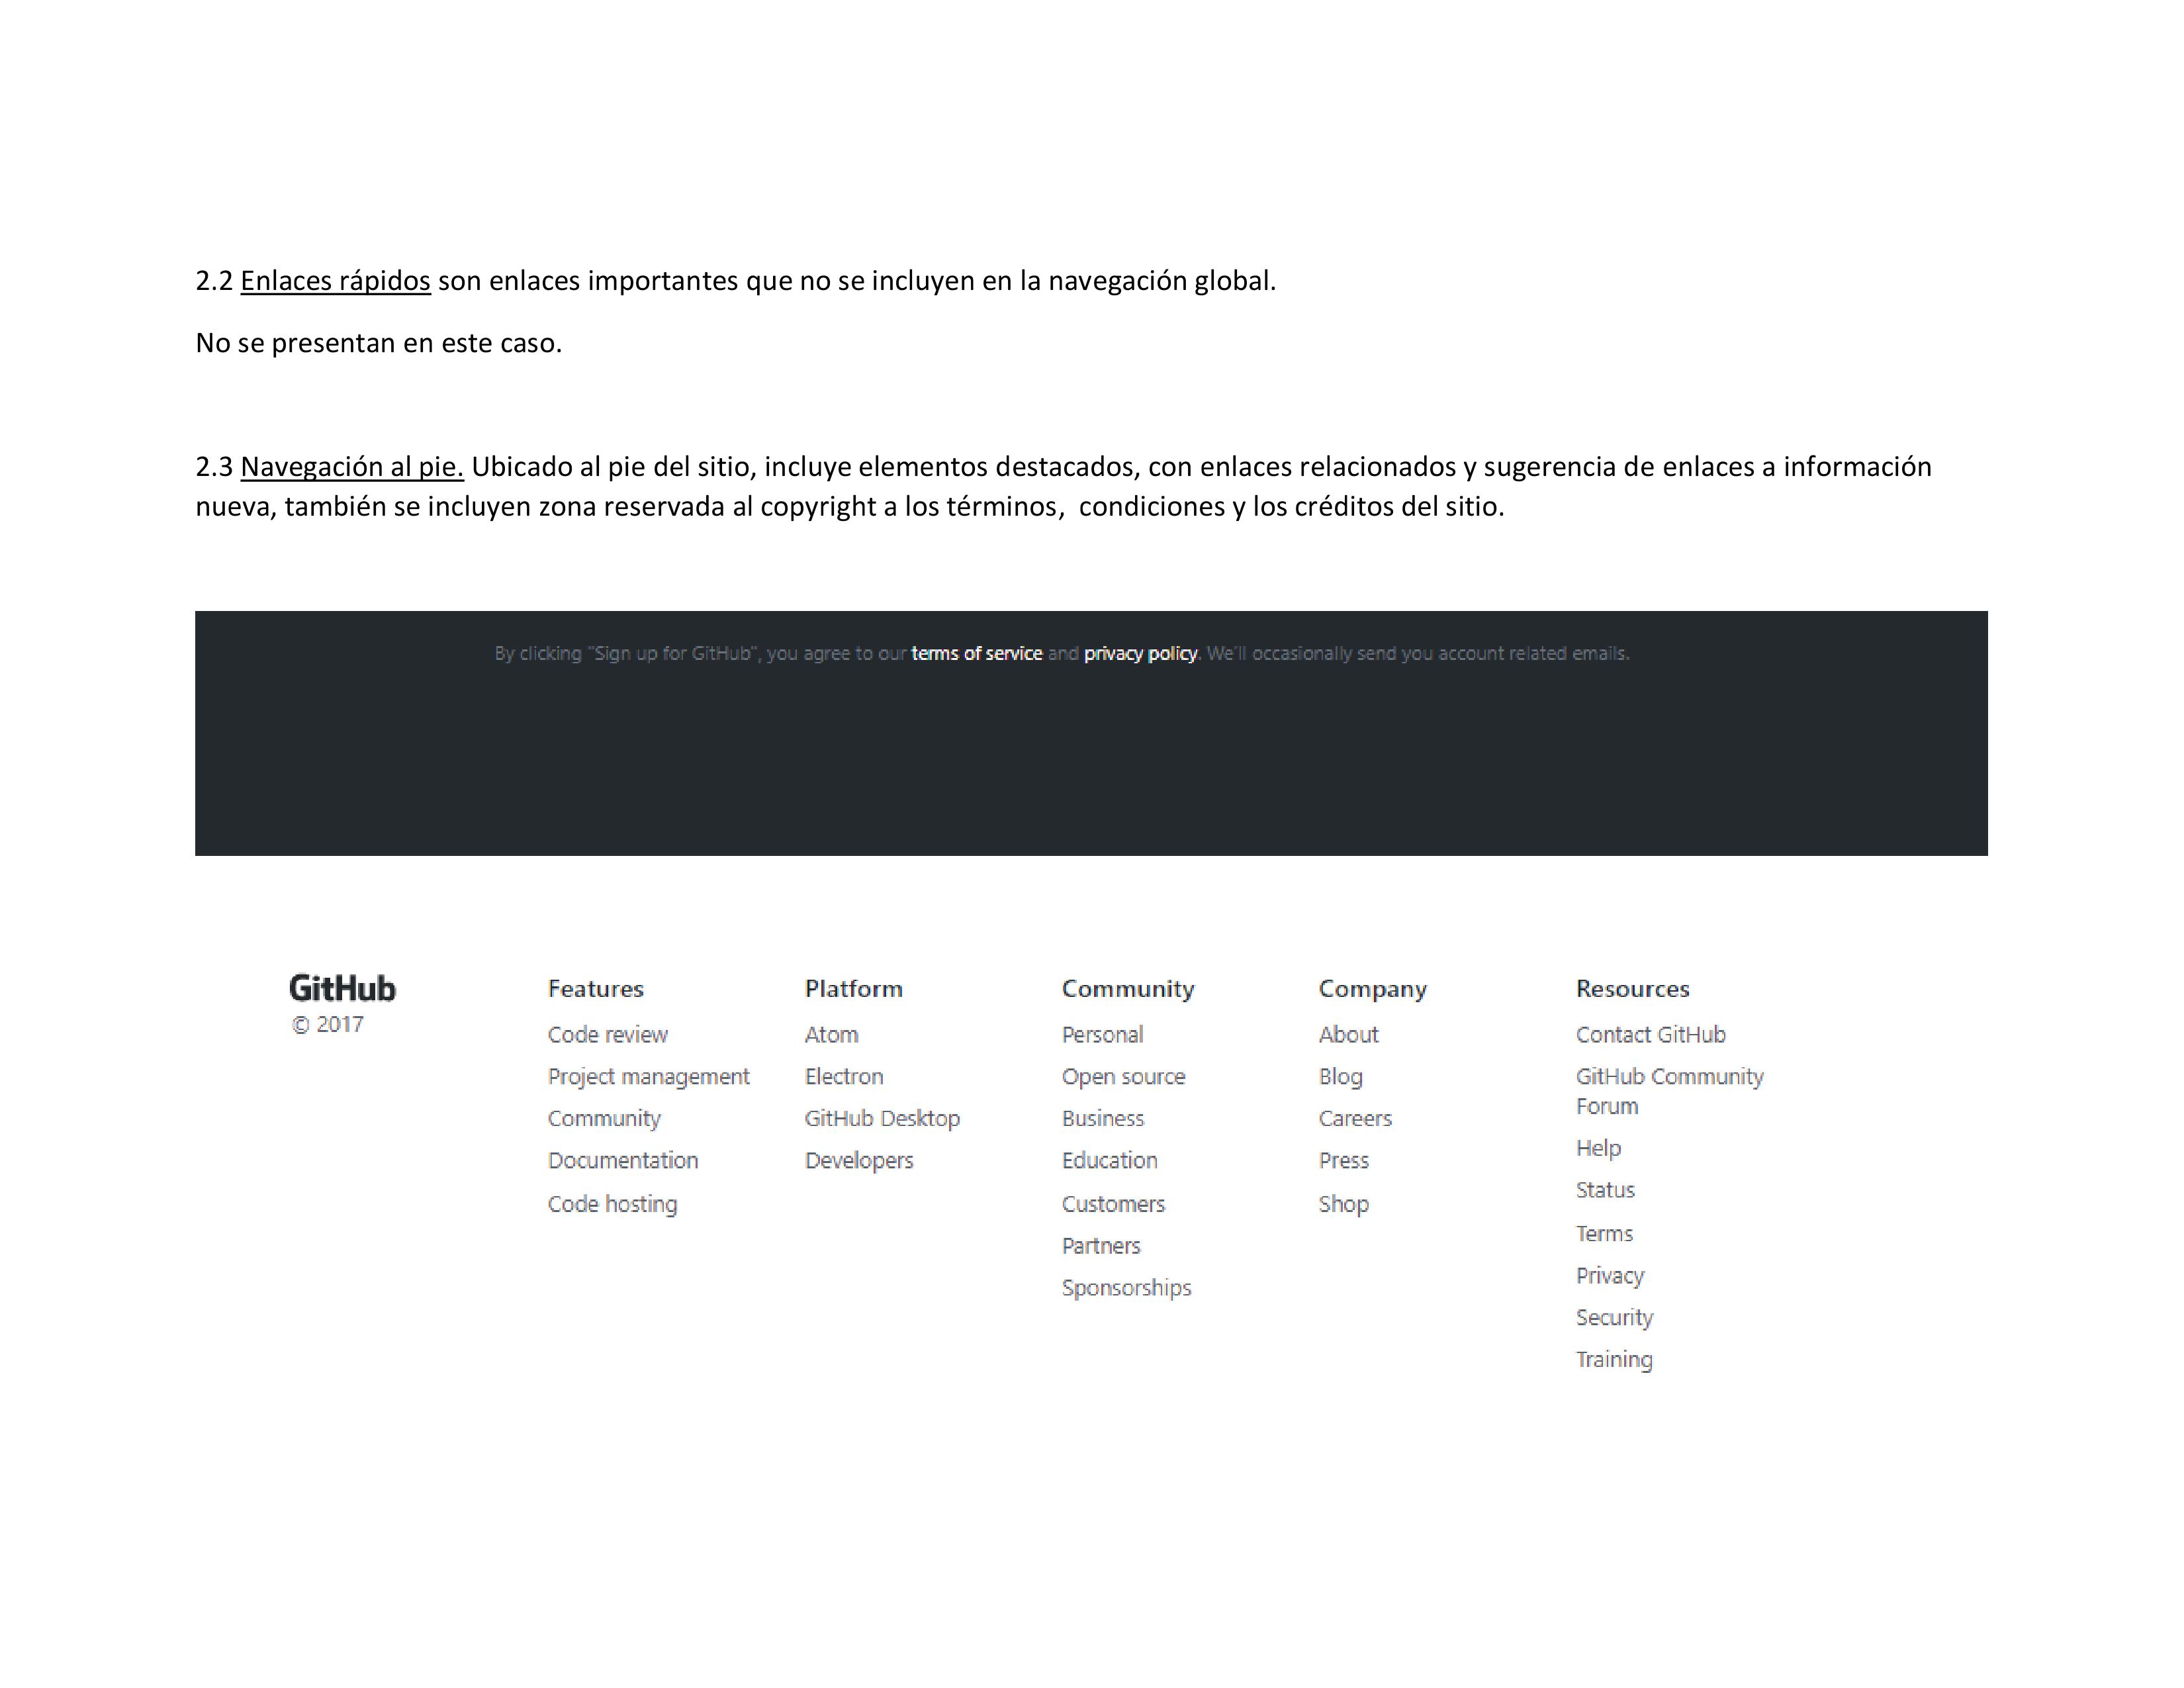 2.2 Enlaces rápidos son enlaces importantes que no se incluyen en la navegación global.
No se presentan en este caso.
2.3 Navegación al pie. Ubicado al pie del sitio, incluye elementos destacados, con enlaces relacionados y sugerencia de enlaces a información
nueva, también se incluyen zona reservada al copyright a los términos,  condiciones y los créditos del sitio.
By clicking "Sign up for GitHub", you agree to our terms of service and privacy policy. We'll occasionally send you account related emails.
GitHub
© 2017
Features
Code review
Project management
Community
Documentation
Code hosting
Platform
Atom
Electron
GitHub Desktop
Developers
Community
Personal
Open source
Business
Education
Customers
Partners
Sponsorships
Company
About
Blog
Careers
Press
Shop
Resources
Contact GitHub
GitHub Community
Forum
Help
Status
Terms
Privacy
Security
Training